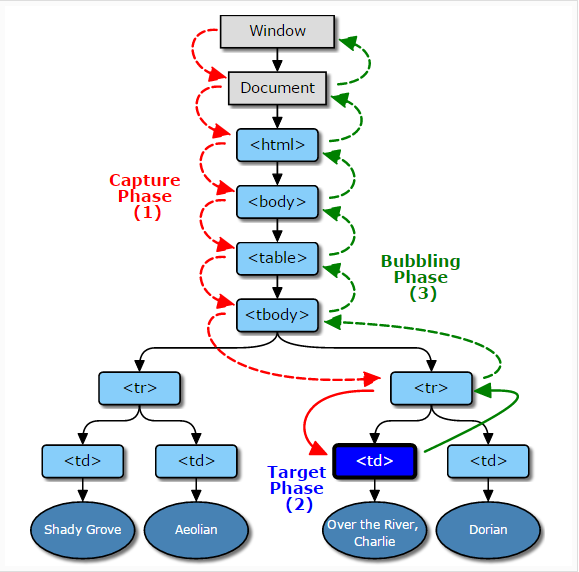 Window
Document
<html>
Capture
Phase
(1)
<body>
<table>
Bubbling
Phase
(3)
<tbody>
<tr>
<tr>
<td>
<td>
<td>
<td>
Target
Phase
(2)
Shady Grove
Aeolian
Over the River,
Charlie
Dorian